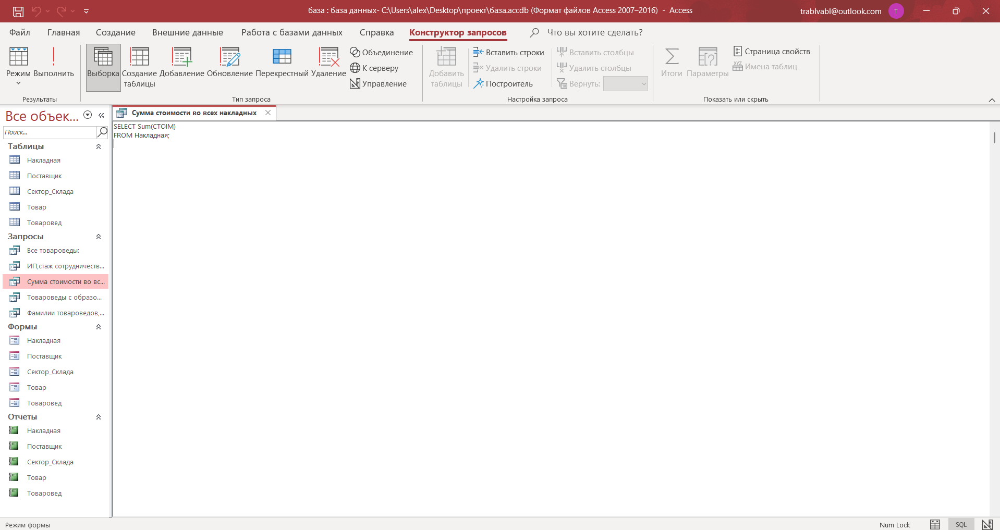 база : база данных- C:\Users\alex\Desktop\проект\база.accdb (Формат файлов Access 2007–2016) - Access
trablvabl@outlook.com
T
Файл Главная Создание Внешние данные Работа с базами данных Справка Конструктор запросов Что вы хотите сделать?
Режим
Выполнить
Результаты
Выборка
Создание таблицы
Добавление
Обновление
Перекрестный
Удаление
Объединение
К серверу
Управление
Тип запроса
Добавить таблицы
Вставить строки
Удалить строки
Построитель
Вставить столбцы
Удалить столбцы
Вернуть:
Настройка запроса
Итоги
Параметры
Страница свойств
XYZ Имена таблиц
Показать или скрыть
Все объек...
Поиск...
Таблицы
Накладная
Поставщик
Сектор_Склада
Товар
Товаровед
Запросы
Все товароведы:
ИП,стаж сотрудничеств...
Сумма стоимости во вс...
Товароведы с образо...
Фамилии товароведов,...
Формы
Накладная
Поставщик
Сектор_Склада
Товар
Товаровед
Отчеты
Накладная
Поставщик
Сектор_Склада
Товар
Товаровед
Сумма стоимости во всех накладных
SELECT Sum(CTOIM)
FROM Накладная;
Режим формы
Num Lock
SQL